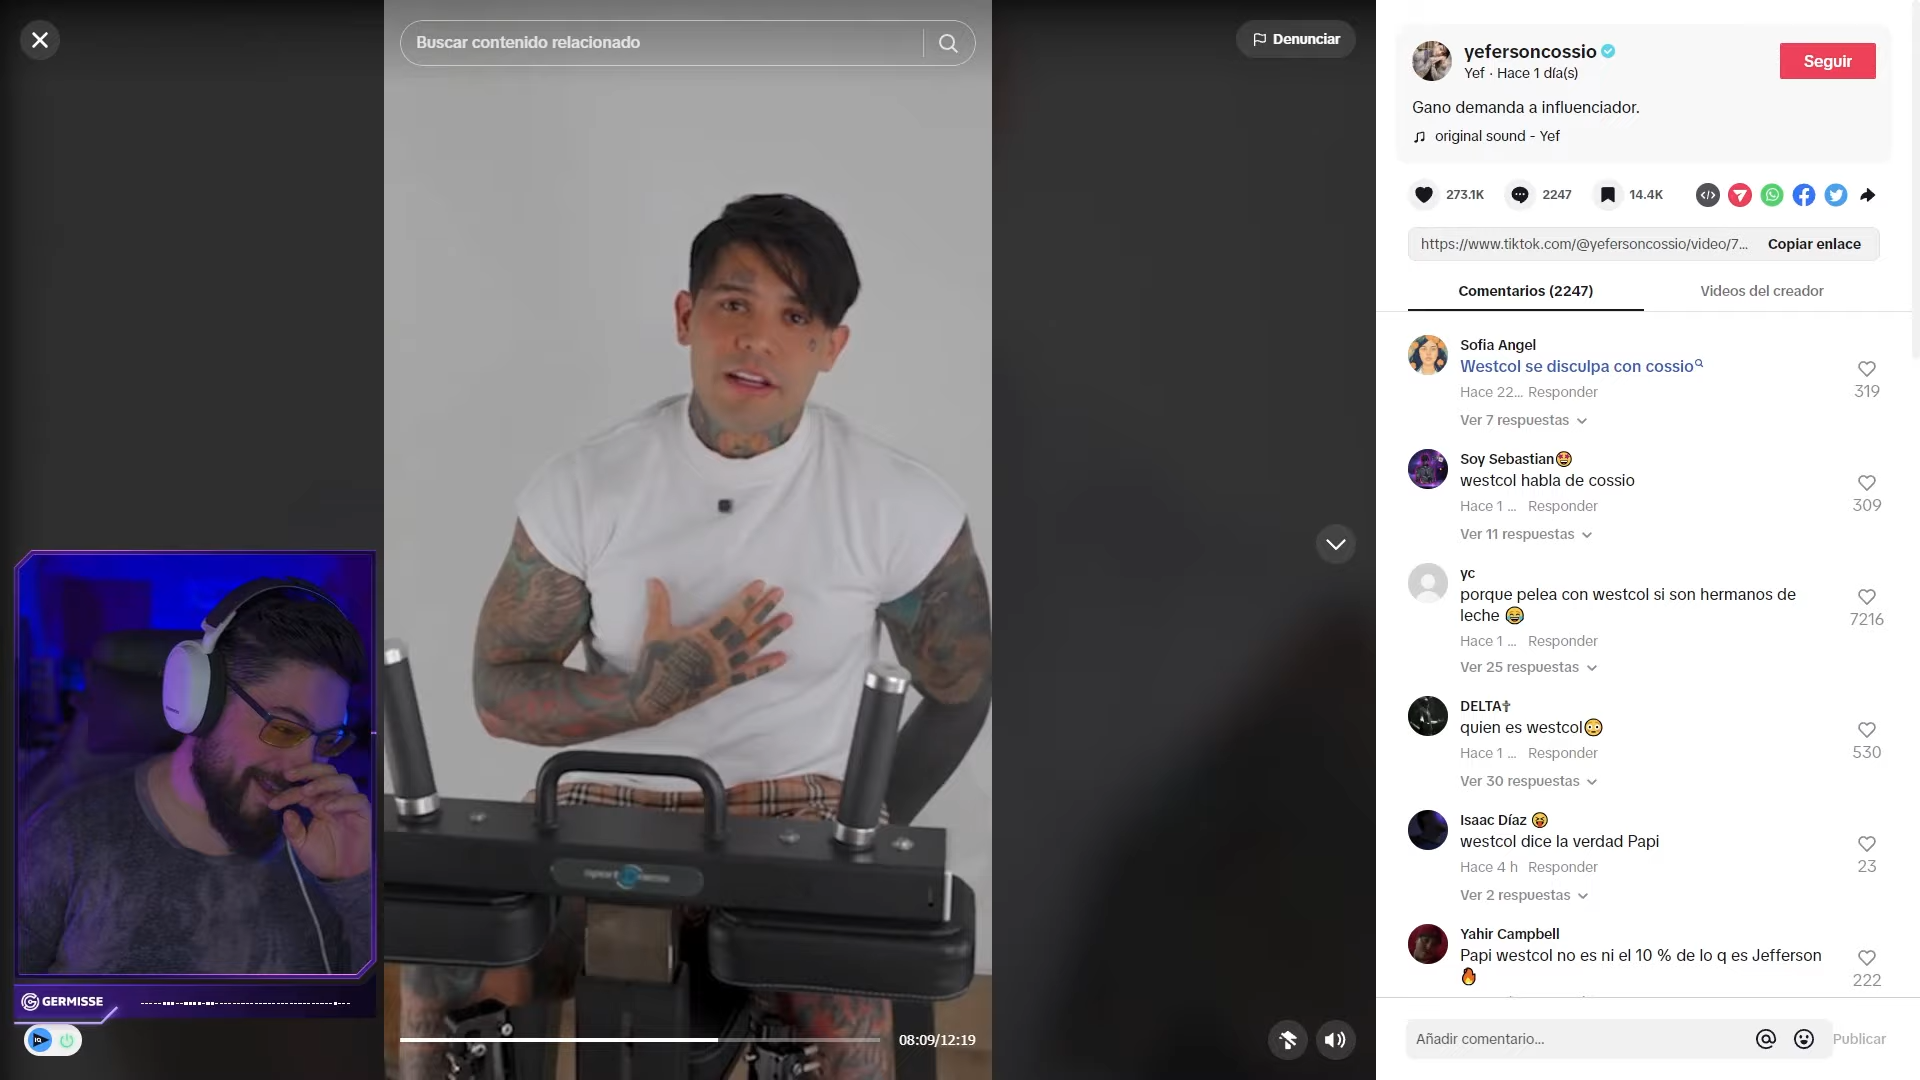 Buscar contenido relacionado
Denunciar
08:09/12:19
GERMISSE
IQ
yefersoncossio
Yef · Hace 1 día(s)
Seguir
Gano demanda a influenciador.
original sound - Yef
273.1K
2247
14.4K
https://www.tiktok.com/@yefersoncossio/video/7...
Copiar enlace
Comentarios (2247)
Videos del creador
Sofia Angel
Westcol se disculpa con cossio
Hace 22... Responder
319
Ver 7 respuestas
Soy Sebastian🤩
westcol habla de cossio
Hace 1 ... Responder
309
Ver 11 respuestas
yc
porque pelea con westcol si son hermanos de
leche 😂
Hace 1 ... Responder
7216
Ver 25 respuestas
DELTA✞
quien es westcol😳
Hace 1 ... Responder
530
Ver 30 respuestas
Isaac Díaz 😝
westcol dice la verdad Papi
Hace 4 h Responder
23
Ver 2 respuestas
Yahir Campbell
Papi westcol no es ni el 10 % de lo q es Jefferson
🔥
222
Añadir comentario...
Publicar